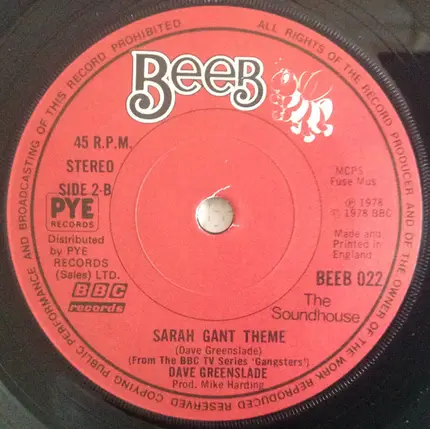 ALL RIGHTS OF THE RECORD PRODUCER AND OF THE OWNER OF THE WORK REPRODUCED RESERVED COPYING PUBLIC PERFORMANCE AND BROADCASTING OF THIS RECORD PROHIBITED
BeeB
45 R.P.M.
STEREO
SIDE 2-B
PYE
RECORDS
Distributed
by PYE
RECORDS
(Sales) LTD.
BBC
records
MCPS
Fuse Mus
℗ 1978
© 1978 BBC
Made and
Printed in
England
BEEB 022
The
Soundhouse
SARAH GANT THEME
(Dave Greenslade)
(From The BBC TV Series 'Gangsters')
DAVE GREENSLADE
Prod. Mike Harding